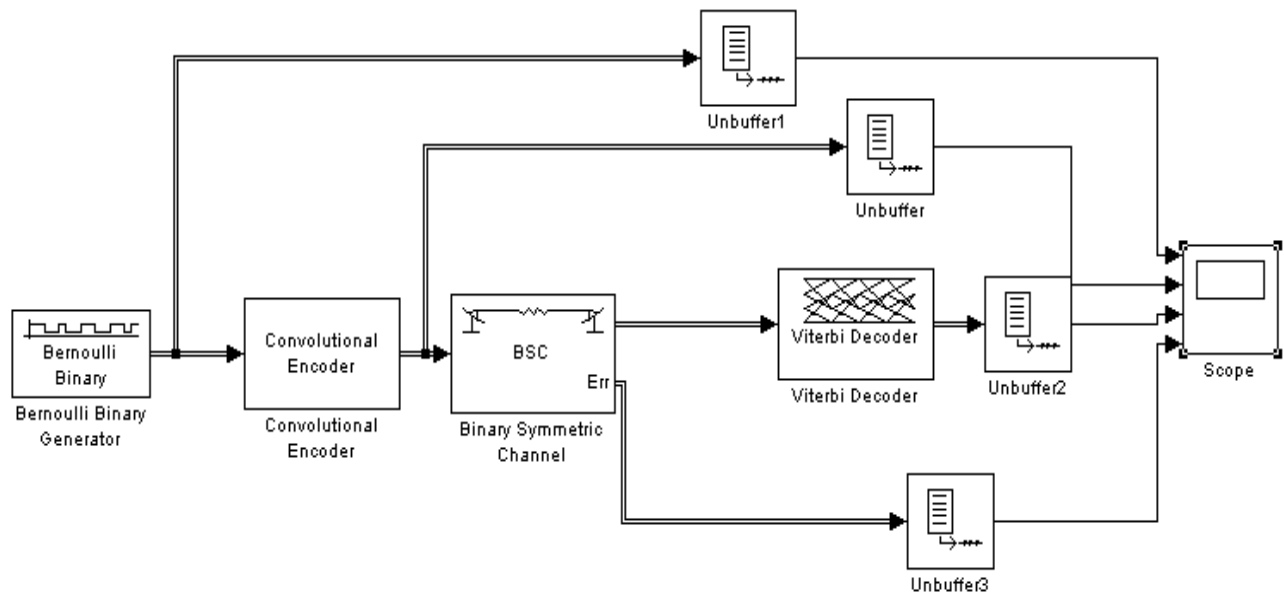 Unbuffer1
Unbuffer
Bernoulli
Binary
Bernoulli Binary
Generator
Convolutional
Encoder
Convolutional
Encoder
BSC
Err
Binary Symmetric
Channel
Viterbi Decoder
Viterbi Decoder
Unbuffer2
Scope
Unbuffer3